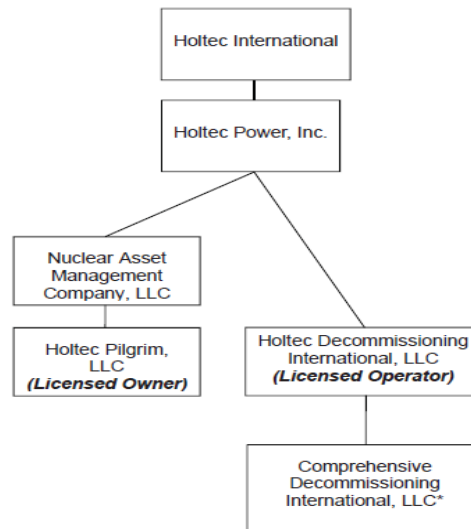 Holtec International
Holtec Power, Inc.
Nuclear Asset
Management
Company, LLC
Holtec Pilgrim,
LLC
(Licensed Owner)
Holtec Decommissioning
International, LLC
(Licensed Operator)
Comprehensive
Decommissioning
International, LLC*